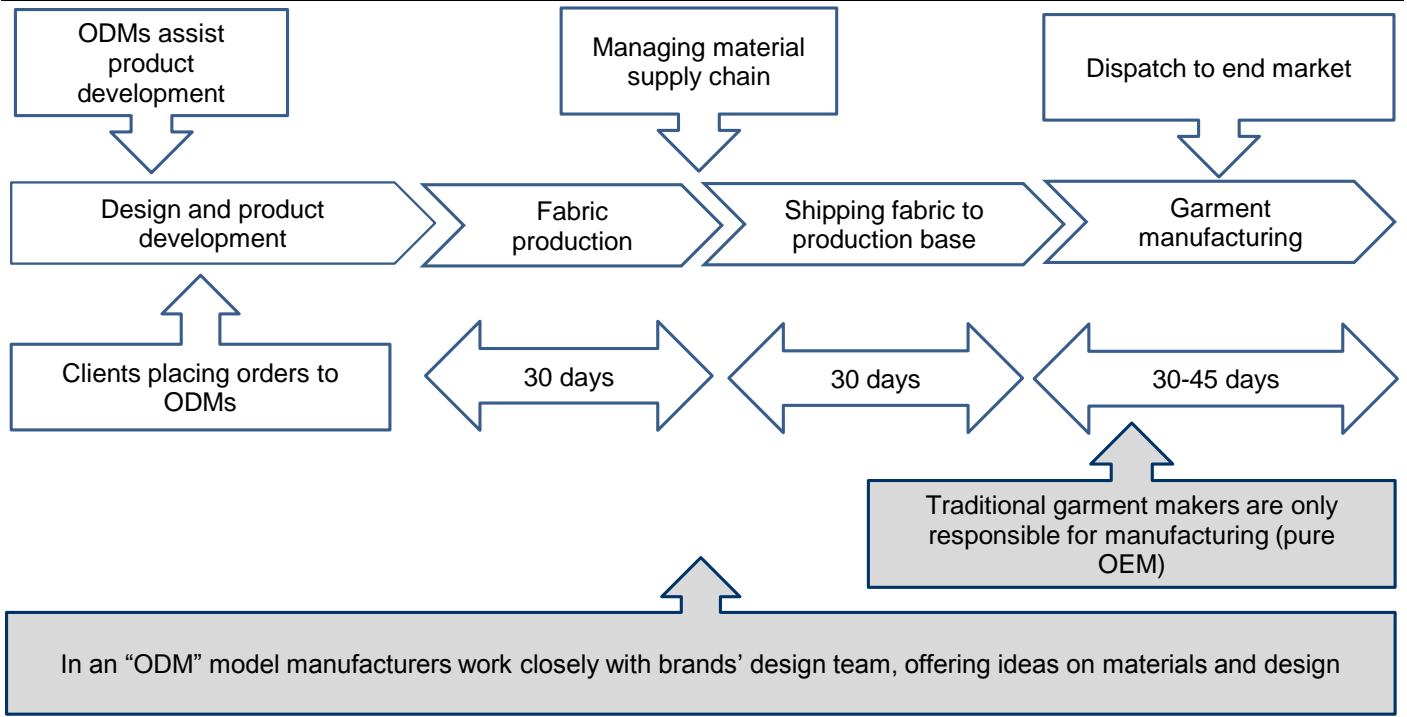 ODMs assist
product
development
Managing material
supply chain
Dispatch to end market
Design and product
development
Fabric
production
Shipping fabric to
production base
Garment
manufacturing
Clients placing orders to
ODMs
30 days
30 days
30-45 days
Traditional garment makers are only
responsible for manufacturing (pure
OEM)
In an “ODM” model manufacturers work closely with brands’ design team, offering ideas on materials and design